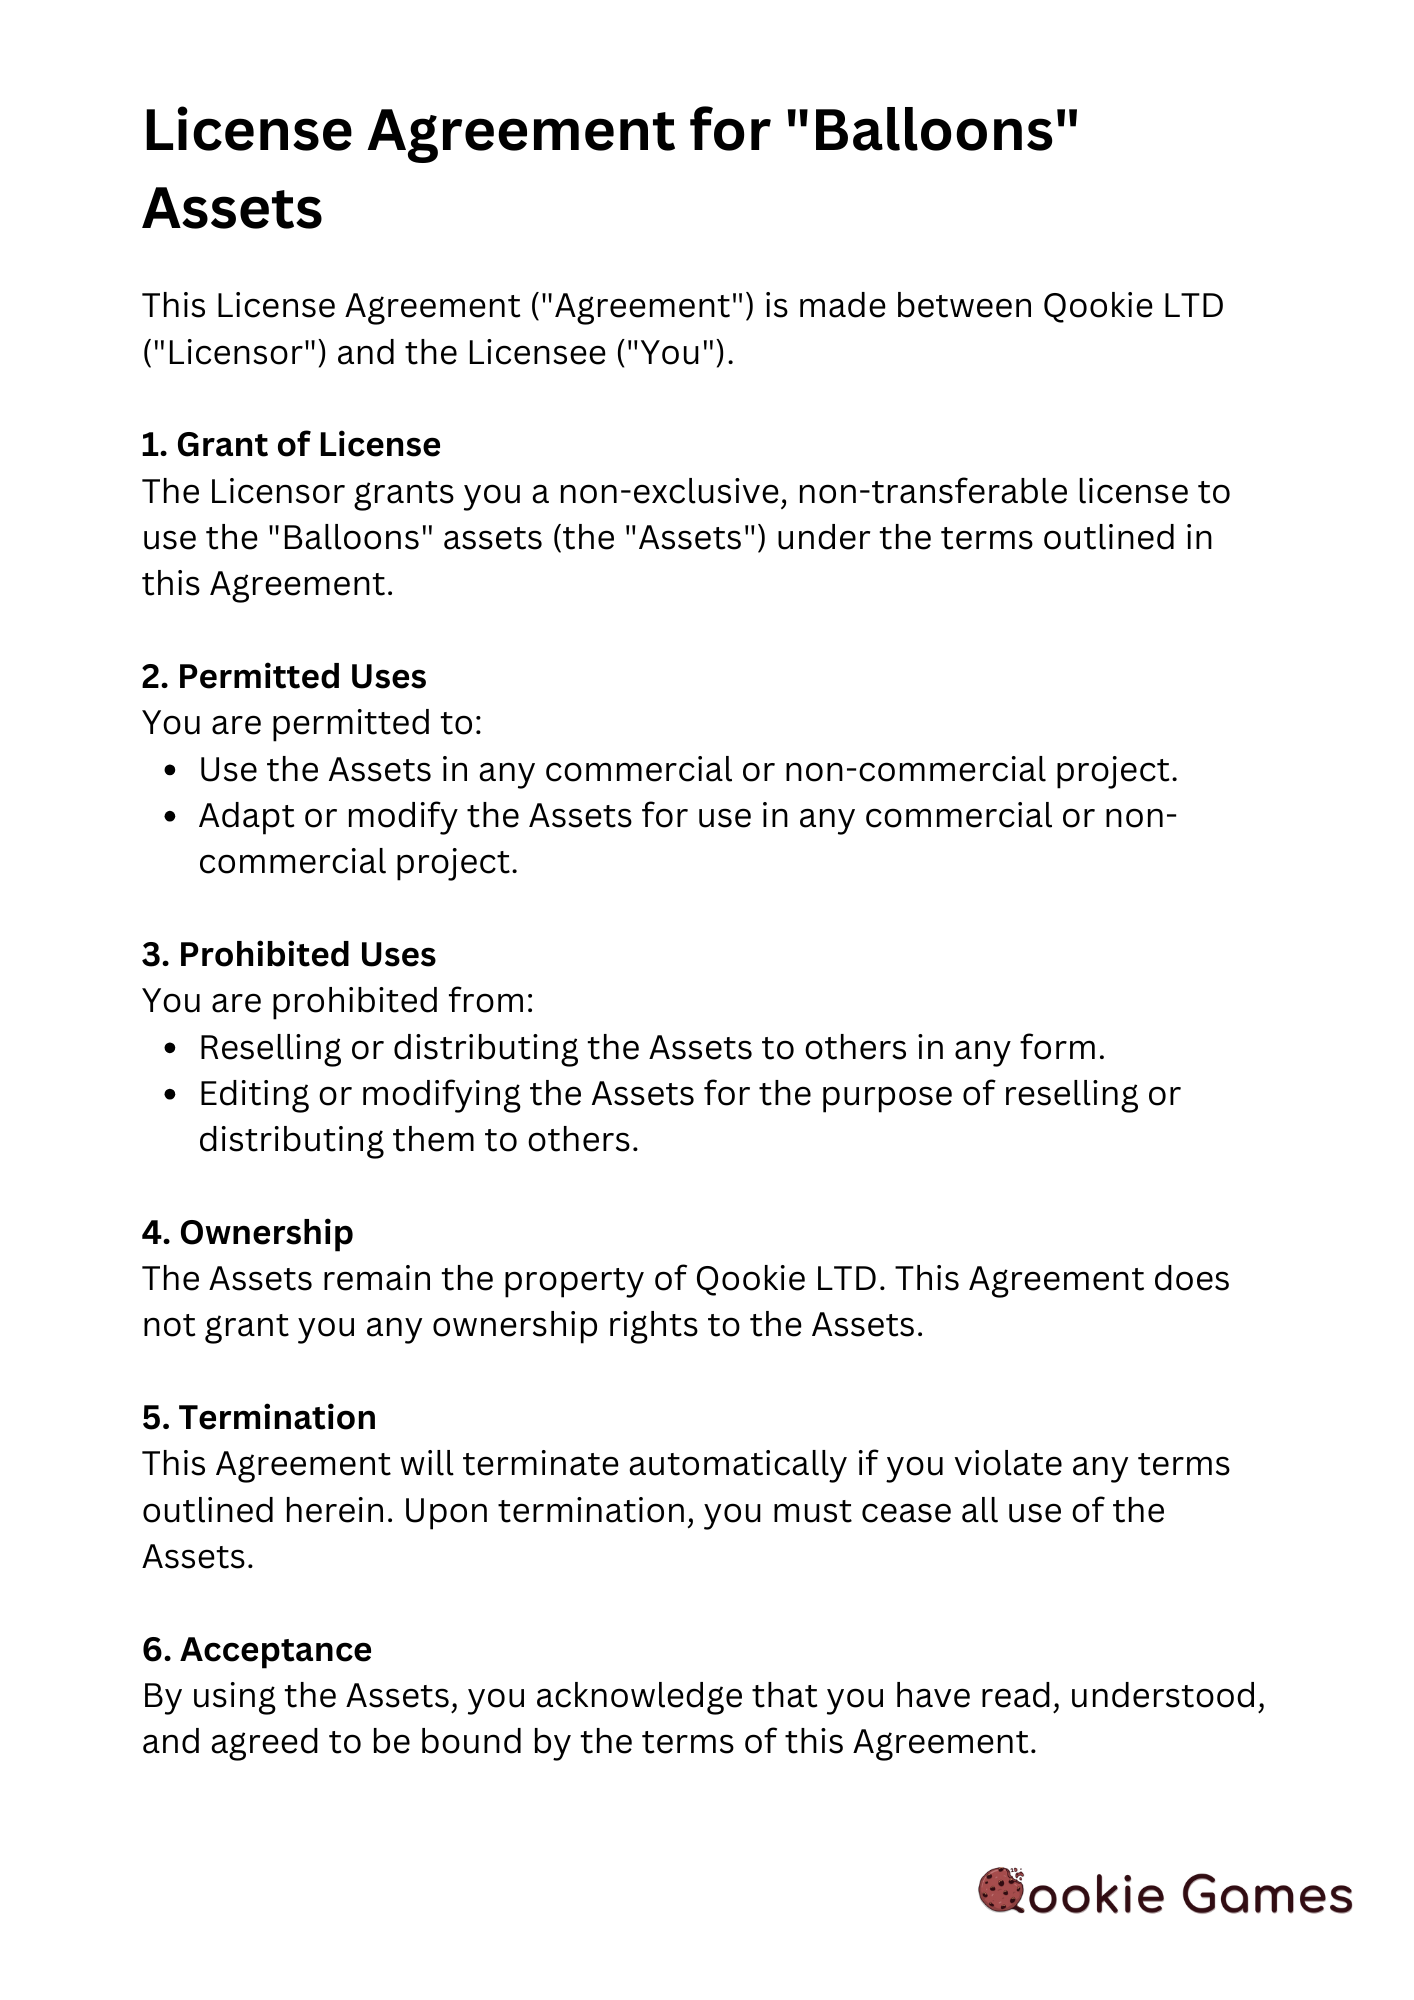 License Agreement for "Balloons"
Assets
This License Agreement ("Agreement") is made between Qookie LTD
("Licensor") and the Licensee ("You").
1. Grant of License
The Licensor grants you a non-exclusive, non-transferable license to
use the "Balloons" assets (the "Assets") under the terms outlined in
this Agreement.
2. Permitted Uses
You are permitted to:
• Use the Assets in any commercial or non-commercial project.
• Adapt or modify the Assets for use in any commercial or non-
commercial project.
3. Prohibited Uses
You are prohibited from:
• Reselling or distributing the Assets to others in any form.
• Editing or modifying the Assets for the purpose of reselling or
distributing them to others.
4. Ownership
The Assets remain the property of Qookie LTD. This Agreement does
not grant you any ownership rights to the Assets.
5. Termination
This Agreement will terminate automatically if you violate any terms
outlined herein. Upon termination, you must cease all use of the
Assets.
6. Acceptance
By using the Assets, you acknowledge that you have read, understood,
and agreed to be bound by the terms of this Agreement.
Qookie Games